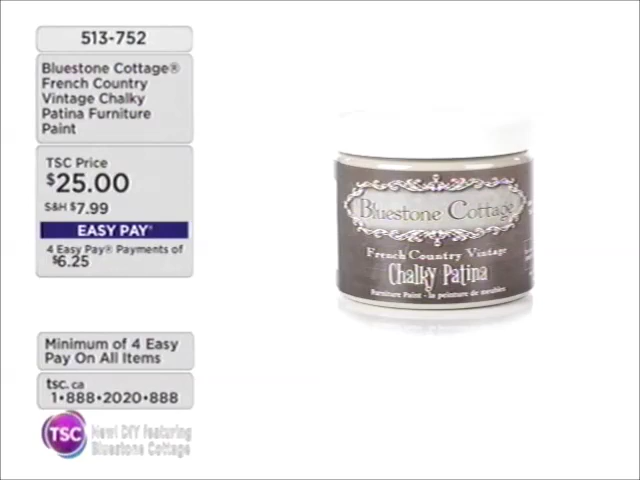 513-752
Bluestone Cottage®
French Country
Vintage Chalky
Patina Furniture
Paint
TSC Price
$25.00
S&H $7.99
EASY PAY®
4 Easy Pay® Payments of
$6.25
Minimum of 4 Easy
Pay On All Items
tsc.ca
1•888•2020•888
TSC
New! DIY featuring
Bluestone Cottage
Bluestone Cottage
French Country Vintage
Chalky Patina
Furniture Paint - la peinture de meubles